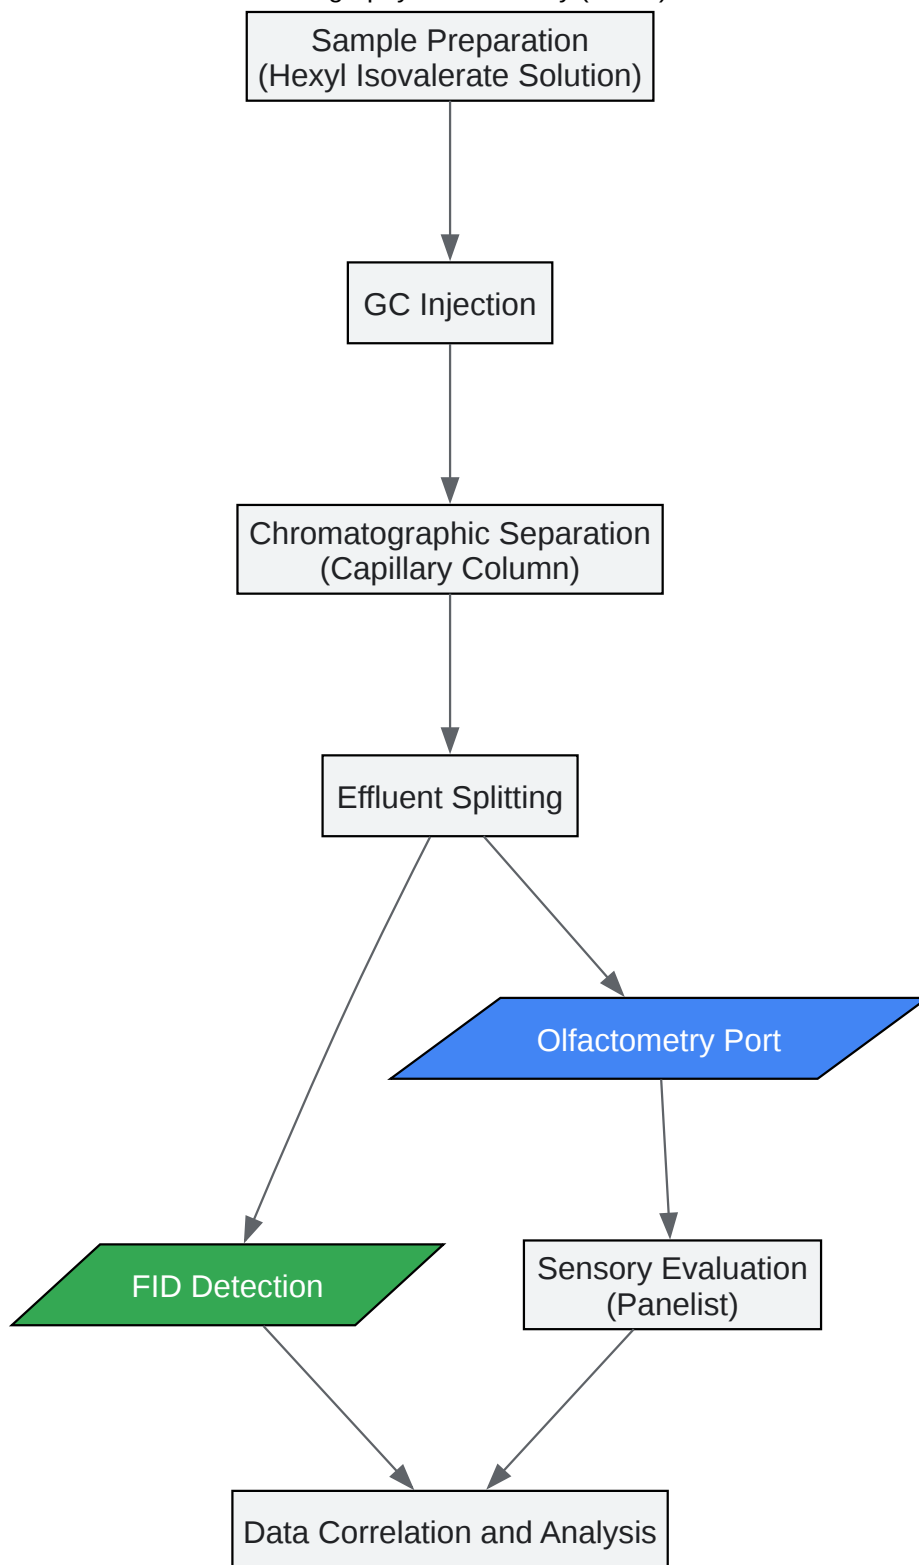 Sample Preparation
(Hexyl Isovalerate Solution)
GC Injection
Chromatographic Separation
(Capillary Column)
Effluent Splitting
Olfactometry Port
FID Detection
Sensory Evaluation
(Panelist)
Data Correlation and Analysis